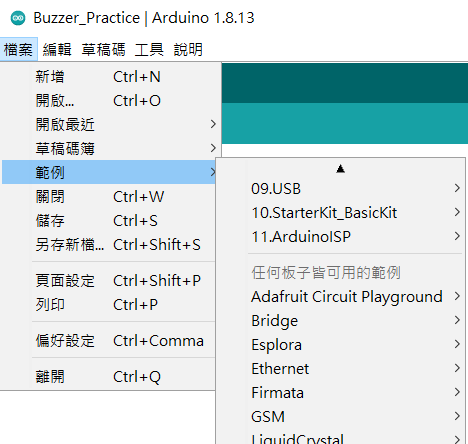 Buzzer_Practice | Arduino 1.8.13
檔案 編輯 草稿碼 工具 說明
新增 Ctrl+N
開啟... Ctrl+O
開啟最近
草稿碼簿
範例
關閉 Ctrl+W
儲存 Ctrl+S
另存新檔... Ctrl+Shift+S
頁面設定 Ctrl+Shift+P
列印 Ctrl+P
偏好設定 Ctrl+Comma
離開 Ctrl+Q
09.USB
10.StarterKit_BasicKit
11.ArduinoISP
任何板子皆可用的範例
Adafruit Circuit Playground
Bridge
Esplora
Ethernet
Firmata
GSM
LiquidCrystal